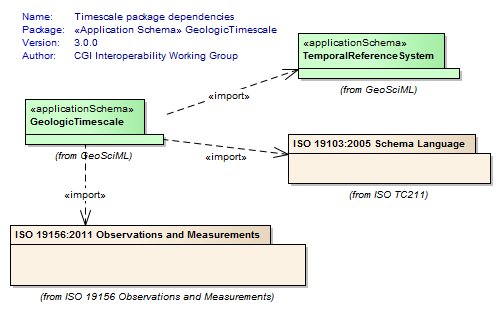 Name: Timescale package dependencies
Package: «Application Schema» GeologicTimescale
Version: 3.0.0
Author: CGI Interoperability Working Group
«applicationSchema»
TemporalReferenceSystem
(from GeoSciML)
«import»
«applicationSchema»
GeologicTimescale
(from GeoSciML)
«import»
ISO 19103:2005 Schema Language
(from ISO TC211)
«import»
ISO 19156:2011 Observations and Measurements
(from ISO 19156 Observations and Measurements)